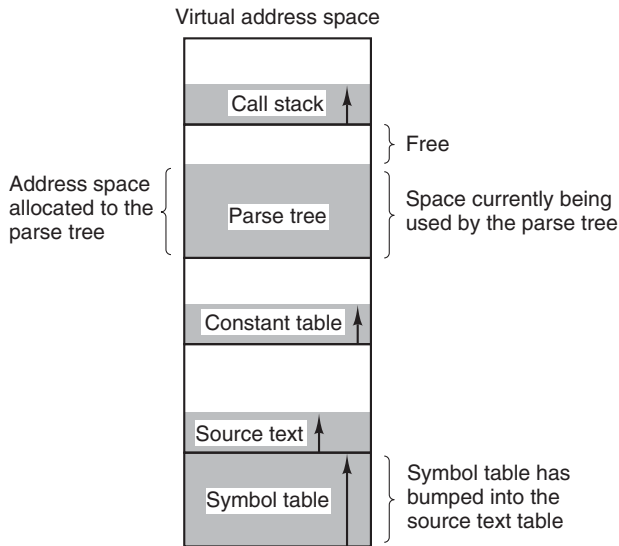 Virtual address space
Call stack
Free
Address space
allocated to the
parse tree
Parse tree
Space currently being
used by the parse tree
Constant table
Source text
Symbol table
Symbol table has
bumped into the
source text table